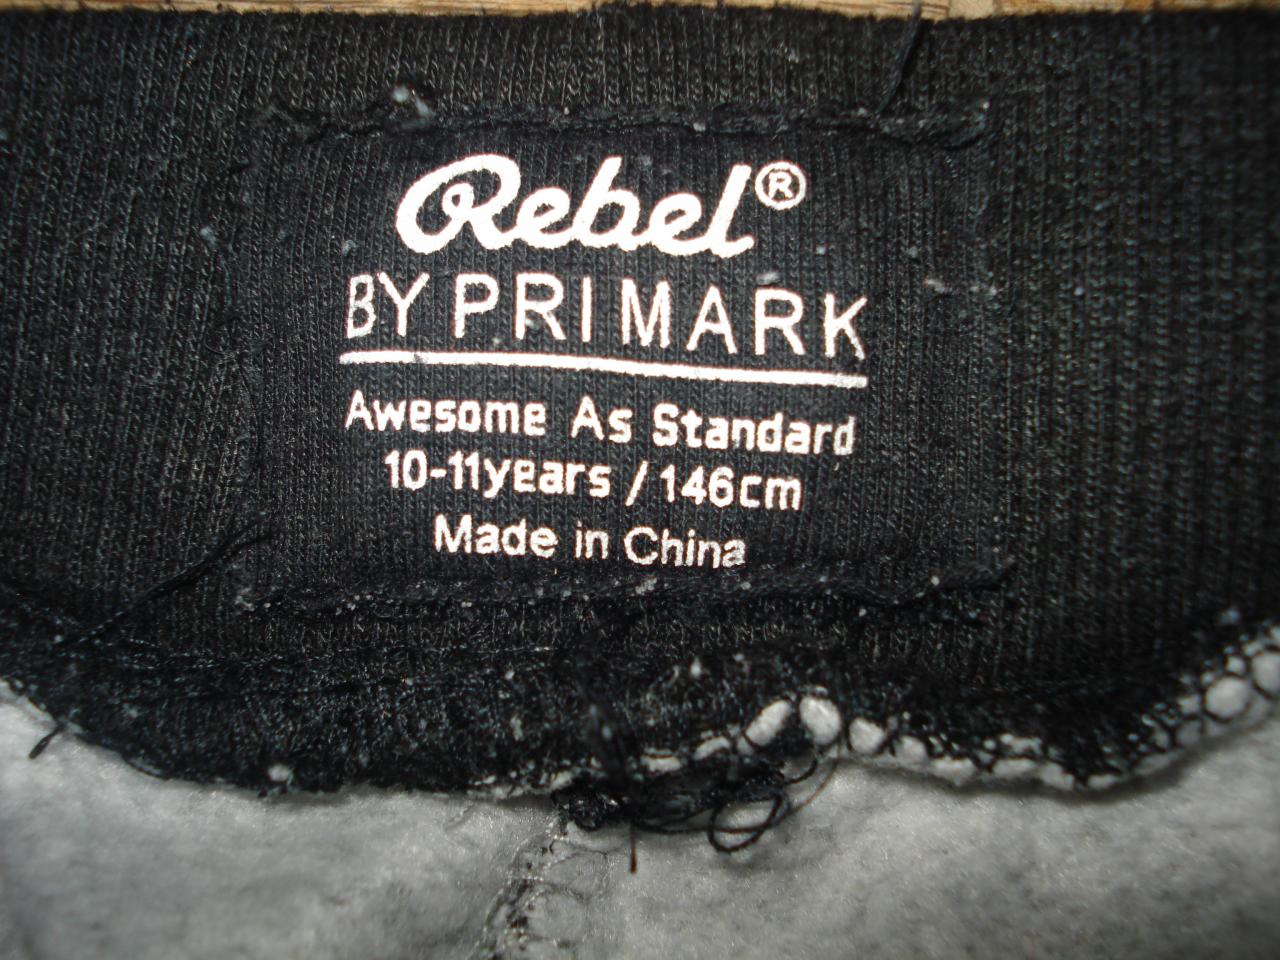 Rebel®
BY PRIMARK
Awesome As Standard
10-11years / 146cm
Made in China